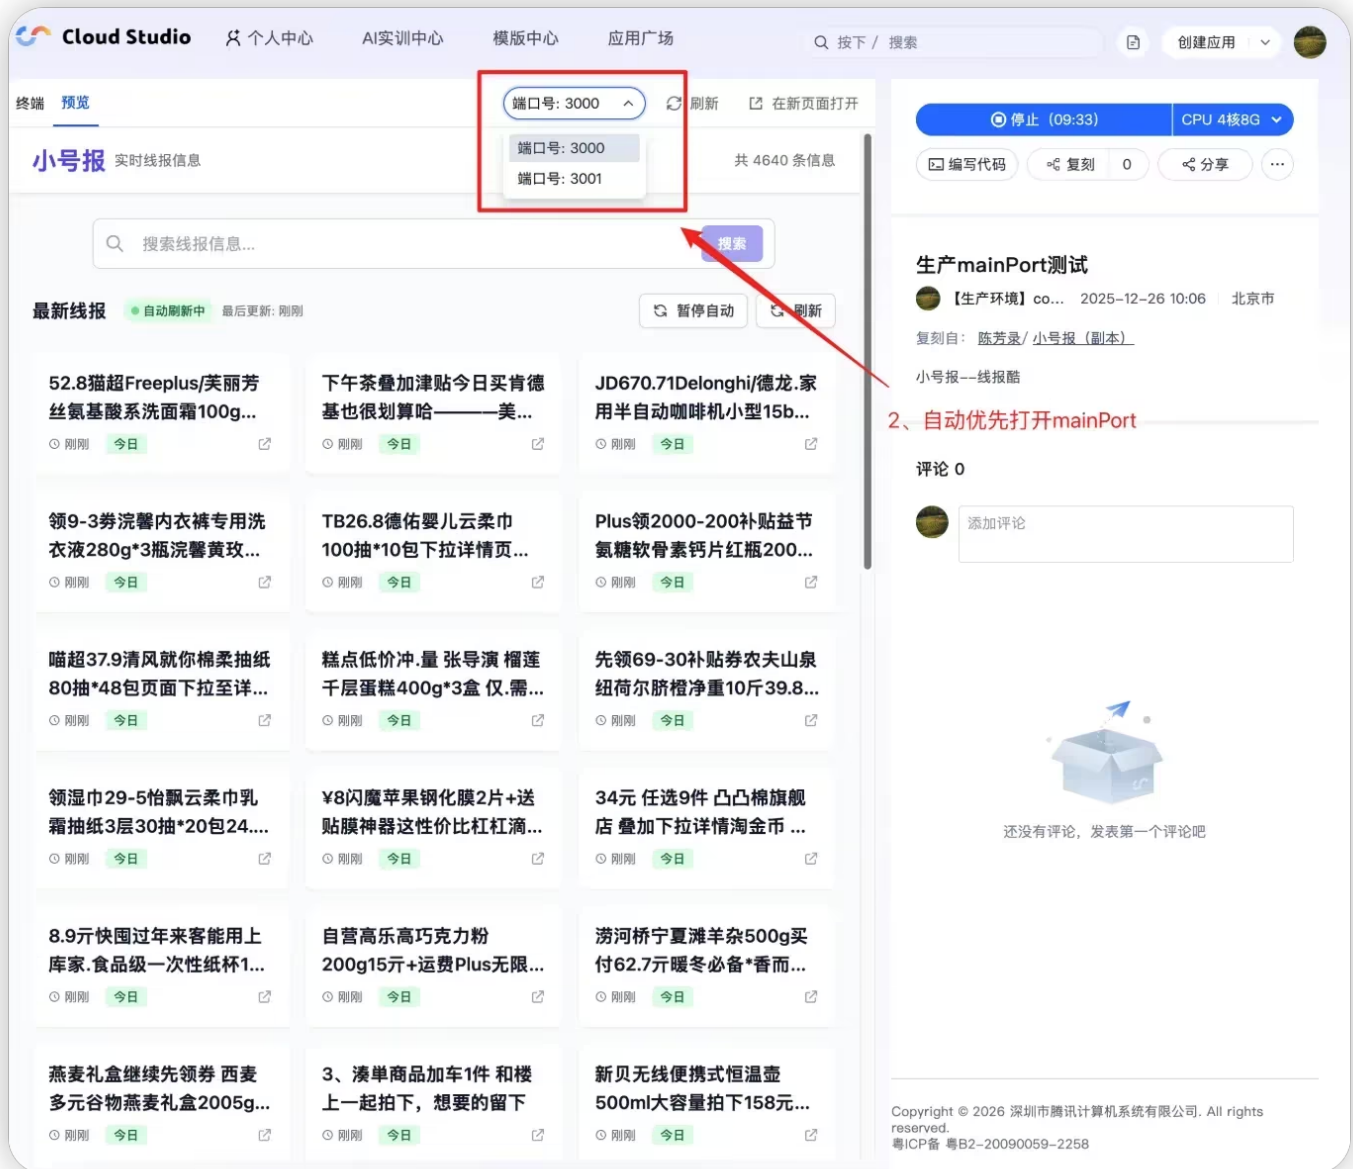 Cloud Studio
个人中心
AI实训中心
模版中心
应用广场
按下 / 搜索
创建应用
终端
预览
端口号: 3000
刷新
在新页面打开
端口号: 3000
端口号: 3001
小号报 实时线报信息
共 4640 条信息
搜索线报信息...
搜索
最新线报
自动刷新中
最后更新: 刚刚
暂停自动
刷新
52.8猫超Freeplus/芙丽芳
丝氨基酸系洗面霜100g...
刚刚 今日
下午茶叠加津贴今日买肯德
基也很划算哈————美...
刚刚 今日
JD670.71Delonghi/德龙.家
用半自动咖啡机小型15b...
刚刚 今日
领9-3券浣馨内衣裤专用洗
衣液280g*3瓶浣馨黄玫...
刚刚 今日
TB26.8德佑婴儿云柔巾
100抽*10包下拉详情页...
刚刚 今日
Plus领2000-200补贴益节
氨糖软骨素钙片红瓶200...
刚刚 今日
喵超37.9清风就你棉柔抽纸
80抽*48包页面下拉至详...
刚刚 今日
糕点低价冲.量 张导演 榴莲
千层蛋糕400g*3盒 仅.需...
刚刚 今日
先领69-30补贴券农夫山泉
纽荷尔脐橙净重10斤39.8...
刚刚 今日
领湿巾29-5怡飘云柔巾乳
霜抽纸3层30抽*20包24....
刚刚 今日
¥8闪魔苹果钢化膜2片+送
贴膜神器这性价比杠杠滴...
刚刚 今日
34元 任选9件 凸凸棉旗舰
店 叠加下拉详情淘金币 ...
刚刚 今日
8.9亓快囤过年来客能用上
库家.食品级一次性纸杯1...
刚刚 今日
自营高乐高巧克力粉
200g15亓+运费Plus无限...
刚刚 今日
涝河桥宁夏滩羊杂500g买
付62.7亓暖冬必备*香而...
刚刚 今日
燕麦礼盒继续先领券 西麦
多元谷物燕麦礼盒2005g...
刚刚 今日
3、凑单商品加车1件 和楼
上一起拍下，想要的留下
刚刚 今日
新贝无线便携式恒温壶
500ml大容量拍下158元...
刚刚 今日
停止（09:33）
CPU 4核8G
编写代码
复刻 0
分享
生产mainPort测试
【生产环境】co... 2025-12-26 10:06 北京市
复刻自： 陈芳录/ 小号报（副本）
小号报--线报酷
2、自动优先打开mainPort
评论 0
添加评论
还没有评论，发表第一个评论吧
Copyright © 2026 深圳市腾讯计算机系统有限公司. All rights
reserved.
粤ICP备 粤B2-20090059-2258